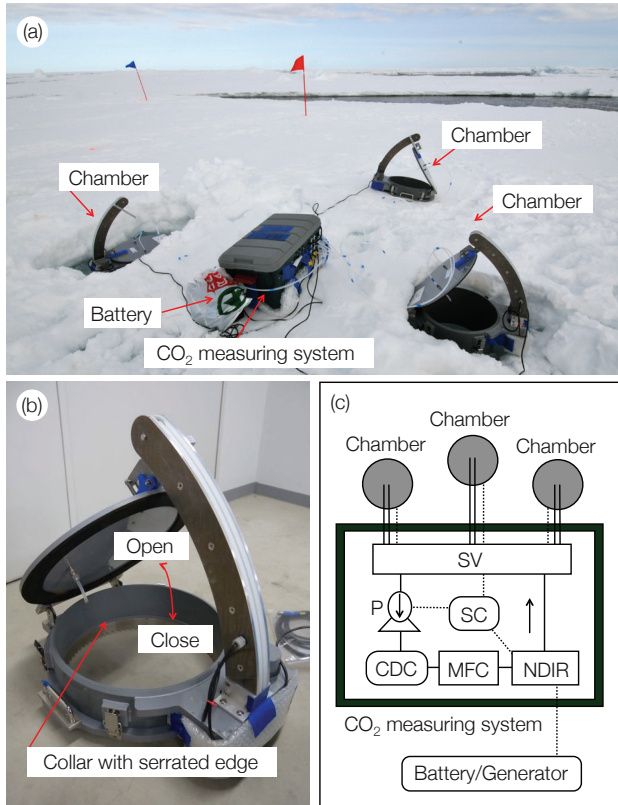 (a)
Chamber
Chamber
Chamber
Battery
CO₂ measuring system
(b)
Open
Close
Collar with serrated edge
(c)
Chamber
Chamber
Chamber
SV
P
SC
CDC
MFC
NDIR
CO₂ measuring system
Battery/Generator